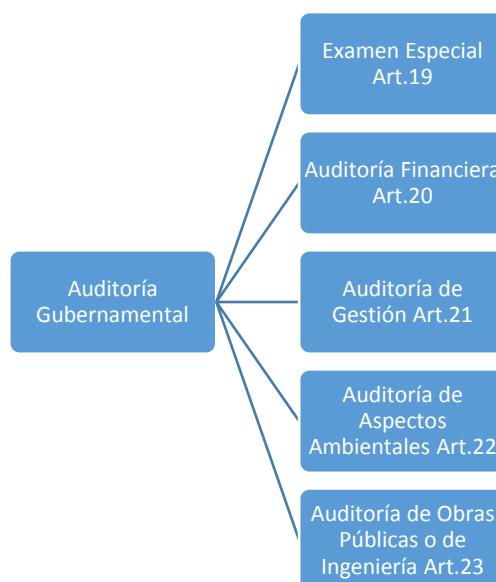 Examen Especial
Art.19
Auditoría Financiera
Art.20
Auditoría
Gubernamental
Auditoría de
Gestión Art.21
Auditoría de
Aspectos
Ambientales Art.22
Auditoría de Obras
Públicas o de
Ingeniería Art.23